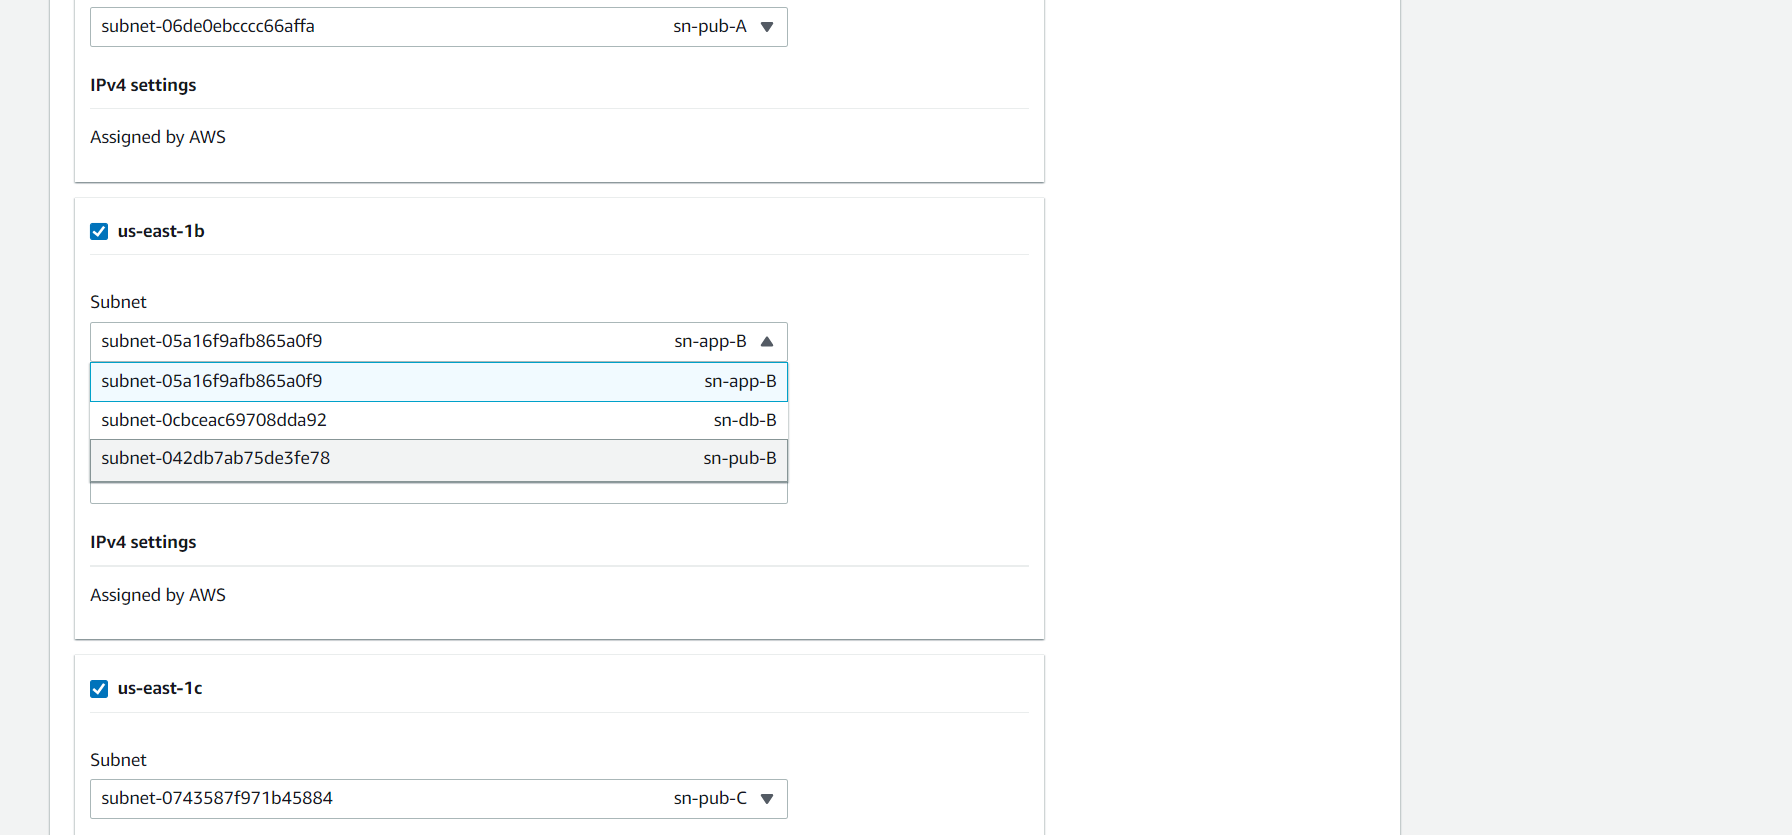 subnet-06de0ebcccc66affa sn-pub-A
IPv4 settings
Assigned by AWS
us-east-1b
Subnet
subnet-05a16f9afb865a0f9 sn-app-B
subnet-05a16f9afb865a0f9 sn-app-B
subnet-0cbceac69708dda92 sn-db-B
subnet-042db7ab75de3fe78 sn-pub-B
IPv4 settings
Assigned by AWS
us-east-1c
Subnet
subnet-0743587f971b45884 sn-pub-C